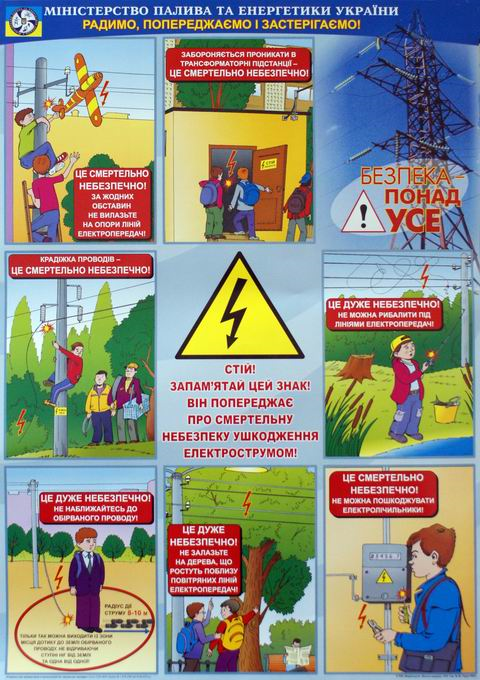 МІНІСТЕРСТВО ПАЛИВА ТА ЕНЕРГЕТИКИ УКРАЇНИ
РАДИМО, ПОПЕРЕДЖАЄМО І ЗАСТЕРІГАЄМО!
ЦЕ СМЕРТЕЛЬНО
НЕБЕЗПЕЧНО!
ЗА ЖОДНИХ
ОБСТАВИН
НЕ ВИЛАЗЬТЕ
НА ОПОРИ ЛІНІЙ
ЕЛЕКТРОПЕРЕДАЧ!
ЗАБОРОНЯЄТЬСЯ ПРОНИКАТИ В
ТРАНСФОРМАТОРНІ ПІДСТАНЦІЇ –
ЦЕ СМЕРТЕЛЬНО НЕБЕЗПЕЧНО!
БЕЗПЕКА –
ПОНАД
УСЕ
КРАДІЖКА ПРОВОДІВ –
ЦЕ СМЕРТЕЛЬНО НЕБЕЗПЕЧНО!
СТІЙ!
ЗАПАМ'ЯТАЙ ЦЕЙ ЗНАК!
ВІН ПОПЕРЕДЖАЄ
ПРО СМЕРТЕЛЬНУ
НЕБЕЗПЕКУ УШКОДЖЕННЯ
ЕЛЕКТРОСТРУМОМ!
ЦЕ ДУЖЕ НЕБЕЗПЕЧНО!
НЕ МОЖНА РИБАЛИТИ ПІД
ЛІНІЯМИ ЕЛЕКТРОПЕРЕДАЧ!
ЦЕ ДУЖЕ НЕБЕЗПЕЧНО!
НЕ НАБЛИЖАЙТЕСЬ ДО
ОБІРВАНОГО ПРОВОДУ!
РАДІУС ДІЇ
СТРУМУ 8-10 м
ТІЛЬКИ ТАК МОЖНА ВИХОДИТИ ІЗ ЗОНИ
МІСЦЯ ДОТИКУ ДО ЗЕМЛІ ОБІРВАНОГО
ПРОВОДУ, НЕ ВІДРИВАЮЧИ
СТУПНІ НІГ ВІД ЗЕМЛІ
ТА ОДНА ВІД ОДНОЇ!
ЦЕ ДУЖЕ
НЕБЕЗПЕЧНО!
НЕ ЗАЛАЗЬТЕ
НА ДЕРЕВА, ЩО
РОСТУТЬ ПОБЛИЗУ
ПОВІТРЯНИХ ЛІНІЙ
ЕЛЕКТРОПЕРЕДАЧ!
ЦЕ СМЕРТЕЛЬНО
НЕБЕЗПЕЧНО!
НЕ МОЖНА ПОШКОДЖУВАТИ
ЕЛЕКТРОЛІЧИЛЬНИКИ!